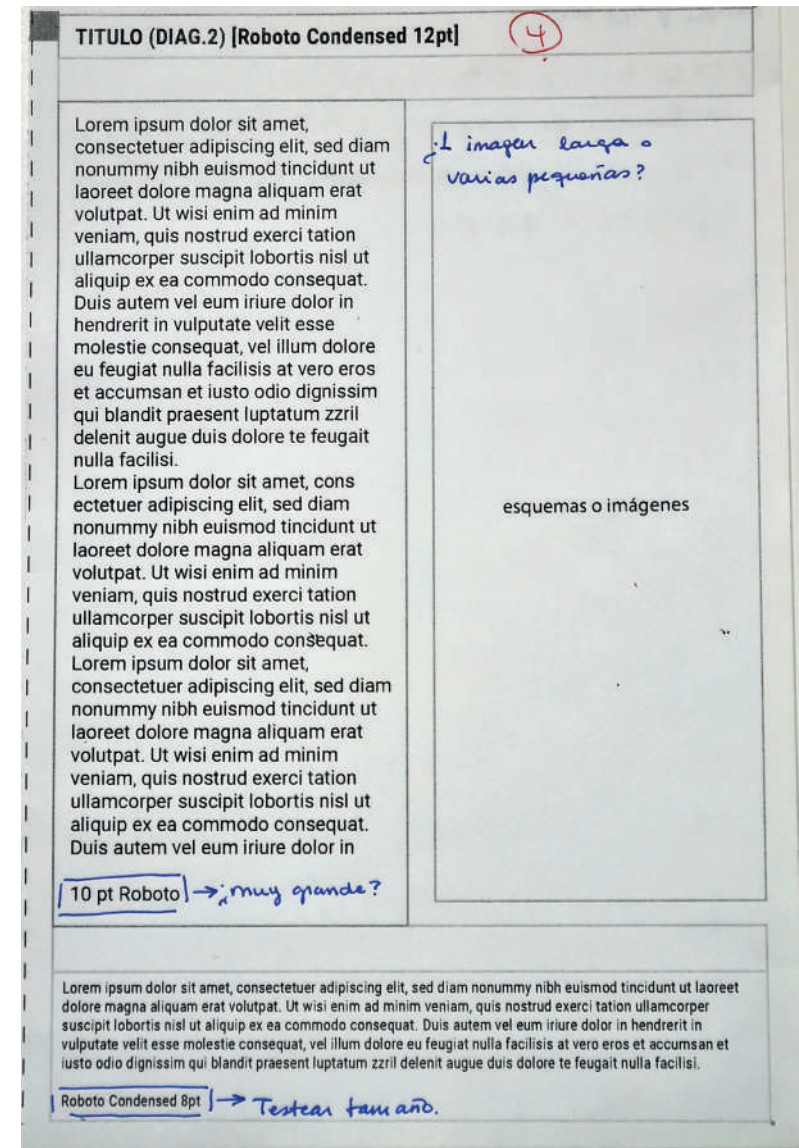 TITULO (DIAG.2) [Roboto Condensed 12pt]
4
Lorem ipsum dolor sit amet,
consectetuer adipiscing elit, sed diam
nonummy nibh euismod tincidunt ut
laoreet dolore magna aliquam erat
volutpat. Ut wisi enim ad minim
veniam, quis nostrud exerci tation
ullamcorper suscipit lobortis nisl ut
aliquip ex ea commodo consequat.
Duis autem vel eum iriure dolor in
hendrerit in vulputate velit esse
molestie consequat, vel illum dolore
eu feugiat nulla facilisis at vero eros
et accumsan et iusto odio dignissim
qui blandit praesent luptatum zzril
delenit augue duis dolore te feugait
nulla facilisi.
Lorem ipsum dolor sit amet, cons
ectetuer adipiscing elit, sed diam
nonummy nibh euismod tincidunt ut
laoreet dolore magna aliquam erat
volutpat. Ut wisi enim ad minim
veniam, quis nostrud exerci tation
ullamcorper suscipit lobortis nisl ut
aliquip ex ea commodo consequat.
Lorem ipsum dolor sit amet,
consectetuer adipiscing elit, sed diam
nonummy nibh euismod tincidunt ut
laoreet dolore magna aliquam erat
volutpat. Ut wisi enim ad minim
veniam, quis nostrud exerci tation
ullamcorper suscipit lobortis nisl ut
aliquip ex ea commodo consequat.
Duis autem vel eum iriure dolor in
10 pt Roboto → ¿muy grande?
¿1 imagen larga o
varias pequeñas?
esquemas o imágenes
Lorem ipsum dolor sit amet, consectetuer adipiscing elit, sed diam nonummy nibh euismod tincidunt ut laoreet
dolore magna aliquam erat volutpat. Ut wisi enim ad minim veniam, quis nostrud exerci tation ullamcorper
suscipit lobortis nisl ut aliquip ex ea commodo consequat. Duis autem vel eum iriure dolor in hendrerit in
vulputate velit esse molestie consequat, vel illum dolore eu feugiat nulla facilisis at vero eros et accumsan et
iusto odio dignissim qui blandit praesent luptatum zzril delenit augue duis dolore te feugait nulla facilisi.
Roboto Condensed 8pt → Testear tamaño.